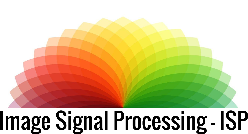 Image Signal Processing - ISP